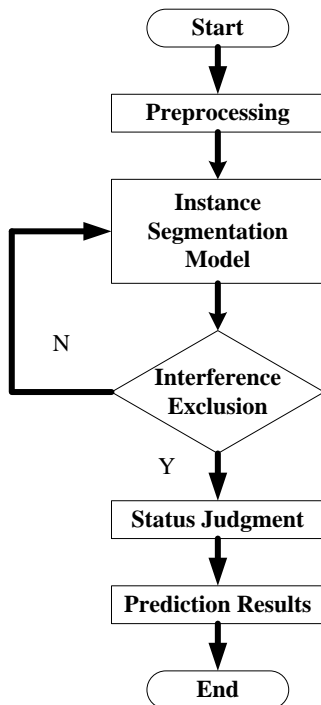 Start
Preprocessing
Instance
Segmentation
Model
N
Interference
Exclusion
Y
Status Judgment
Prediction Results
End